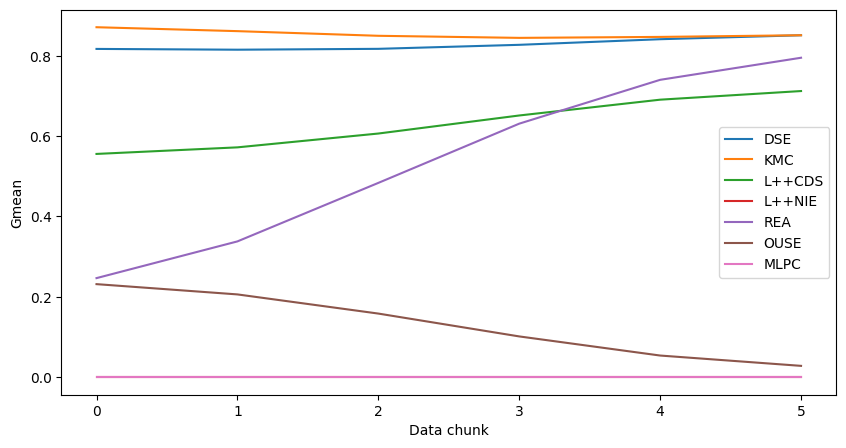 0.8
0.6
0.4
0.2
0.0
Gmean
0 1 2 3 4 5
Data chunk
DSE
KMC
L++CDS
L++NIE
REA
OUSE
MLPC